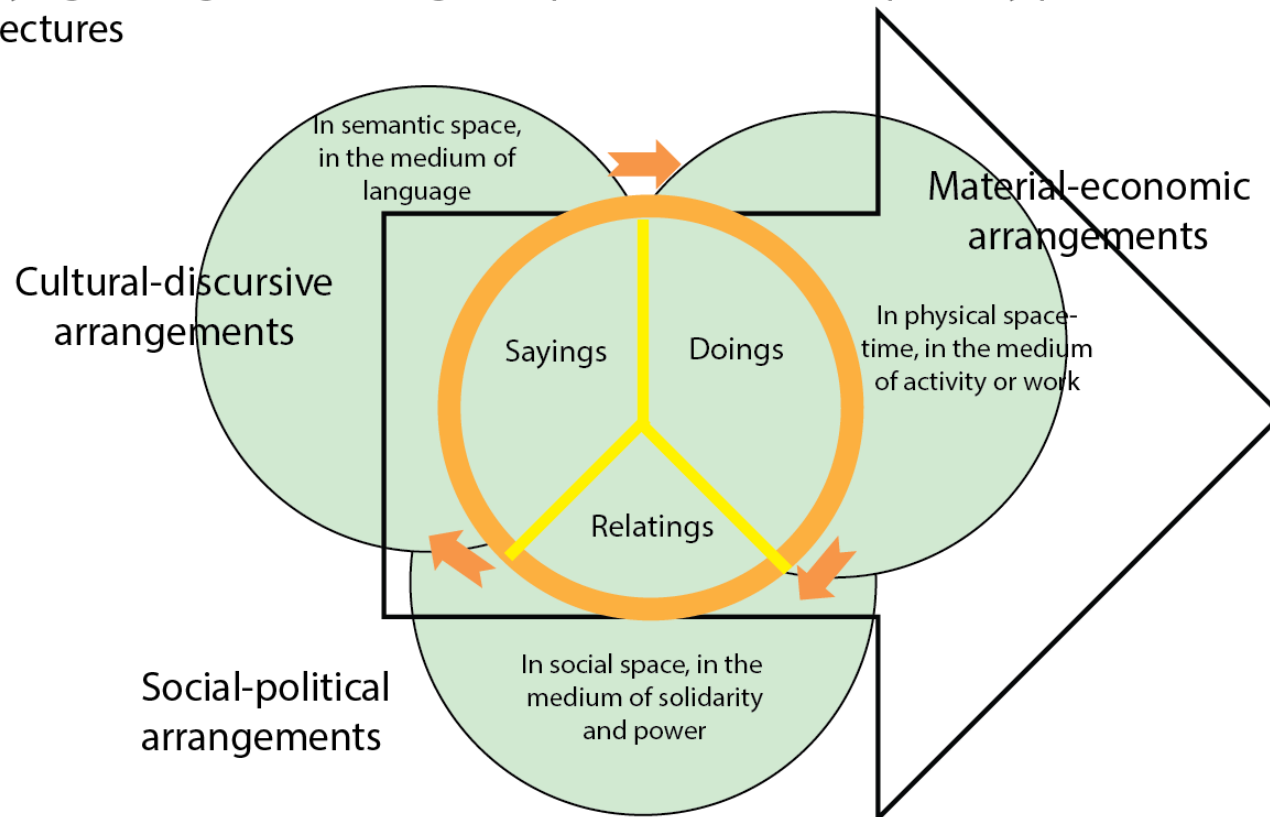 ectures
In semantic space,
in the medium of
language
Material-economic
arrangements
Cultural-discursive
arrangements
In physical space-
time, in the medium
of activity or work
Sayings
Doings
Relatings
In social space, in the
medium of solidarity
and power
Social-political
arrangements